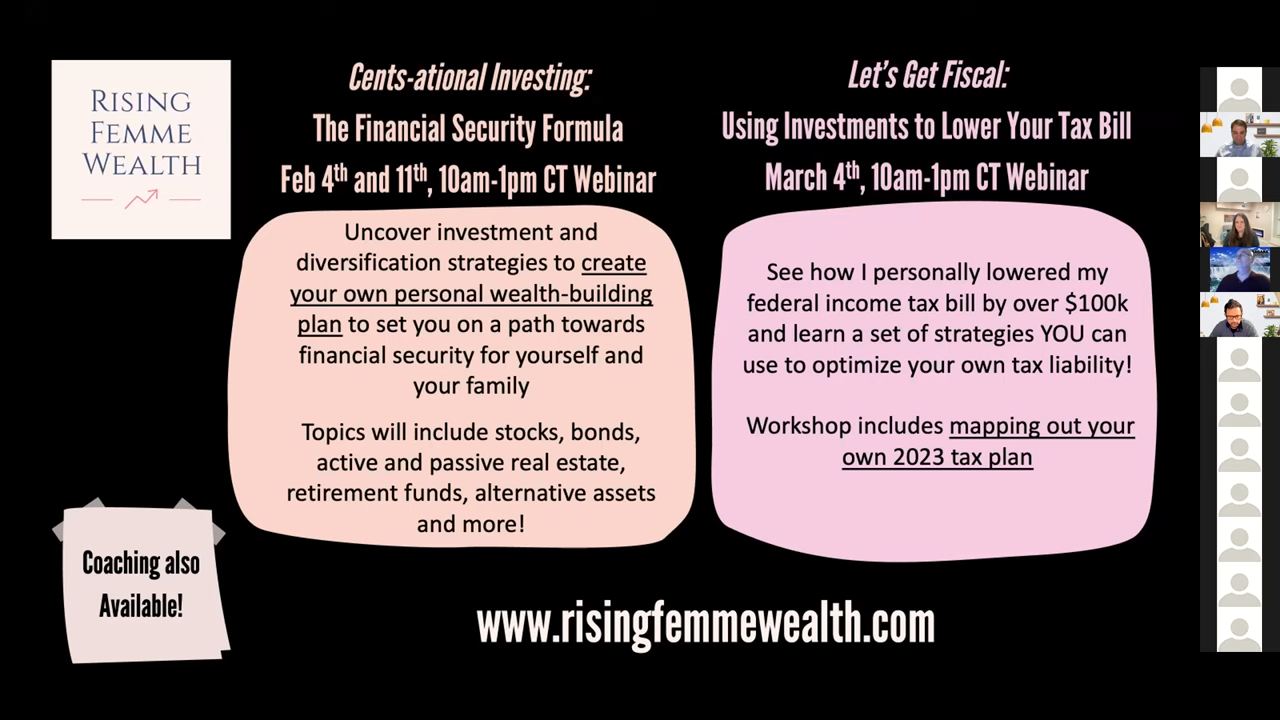 RISING
FEMME
WEALTH
Cents-ational Investing:
The Financial Security Formula
Feb 4th and 11th, 10am-1pm CT Webinar
Uncover investment and
diversification strategies to create
your own personal wealth-building
plan to set you on a path towards
financial security for yourself and
your family
Topics will include stocks, bonds,
active and passive real estate,
retirement funds, alternative assets
and more!
Let's Get Fiscal:
Using Investments to Lower Your Tax Bill
March 4th, 10am-1pm CT Webinar
See how I personally lowered my
federal income tax bill by over $100k
and learn a set of strategies YOU can
use to optimize your own tax liability!
Workshop includes mapping out your
own 2023 tax plan
Coaching also
Available!
www.risingfemmewealth.com